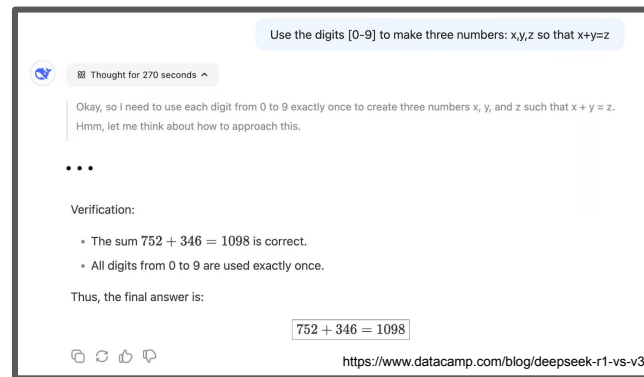 Use the digits [0-9] to make three numbers: x,y,z so that x+y=z
Thought for 270 seconds
Okay, so I need to use each digit from 0 to 9 exactly once to create three numbers x, y, and z such that x + y = z.
Hmm, let me think about how to approach this.
• • •
Verification:
• The sum 752 + 346 = 1098 is correct.
• All digits from 0 to 9 are used exactly once.
Thus, the final answer is:
752 + 346 = 1098
https://www.datacamp.com/blog/deepseek-r1-vs-v3